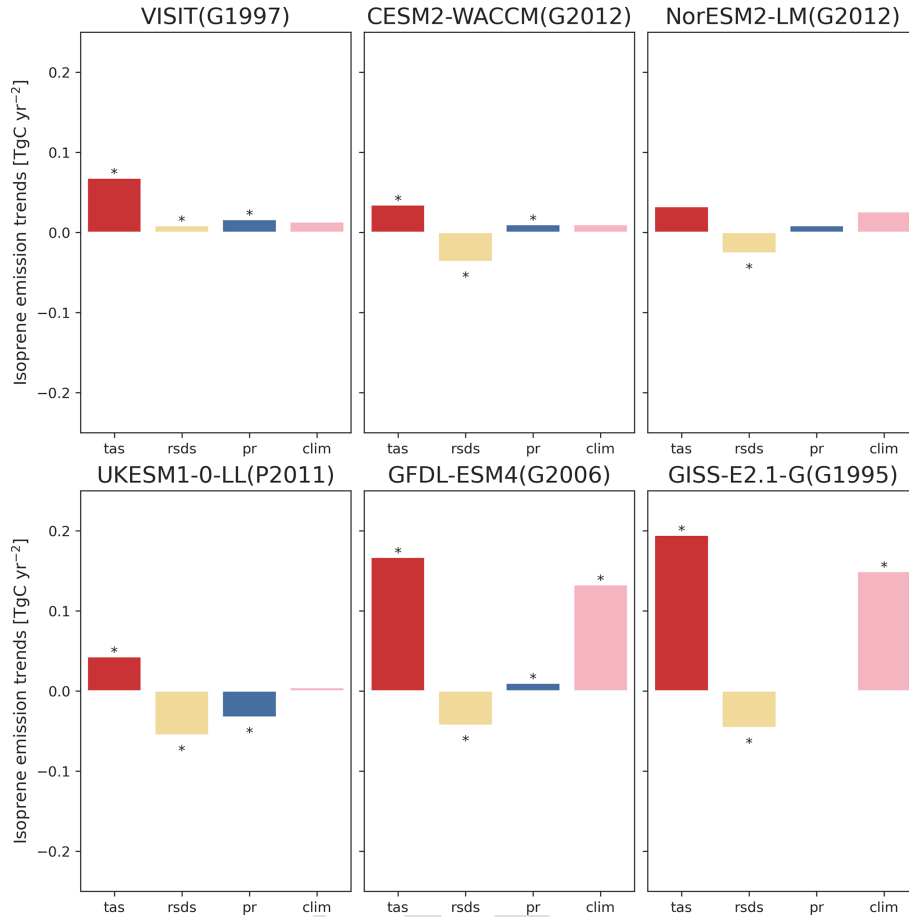 VISIT(G1997) CESM2-WACCM(G2012) NorESM2-LM(G2012)
Isoprene emission trends [TgC yr⁻²]
0.2
0.1
0.0
−0.1
−0.2
* * *
* * *
*
tas rsds pr clim tas rsds pr clim tas rsds pr clim
UKESM1-0-LL(P2011) GFDL-ESM4(G2006) GISS-E2.1-G(G1995)
Isoprene emission trends [TgC yr⁻²]
0.2
0.1
0.0
−0.1
−0.2
* * *
* * * *
* *
tas rsds pr clim tas rsds pr clim tas rsds pr clim